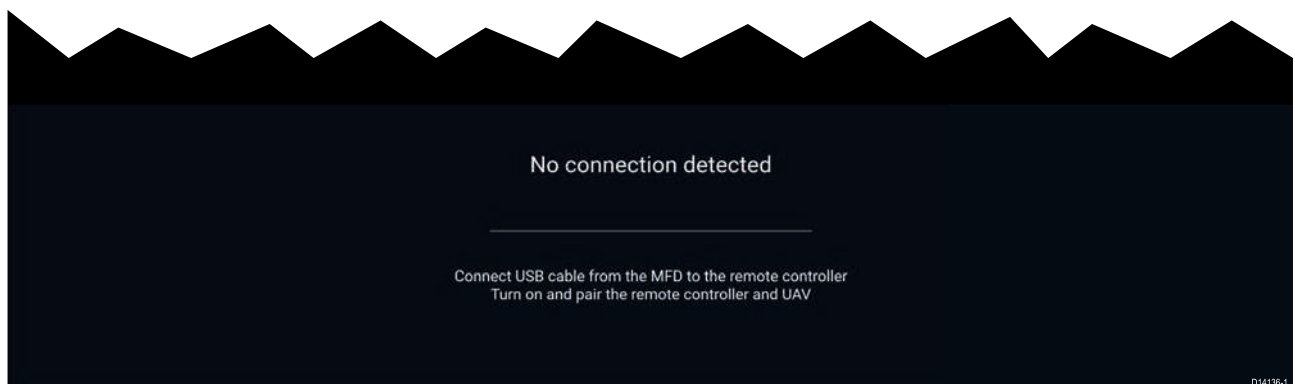 No connection detected
Connect USB cable from the MFD to the remote controller
Turn on and pair the remote controller and UAV
D14136-1